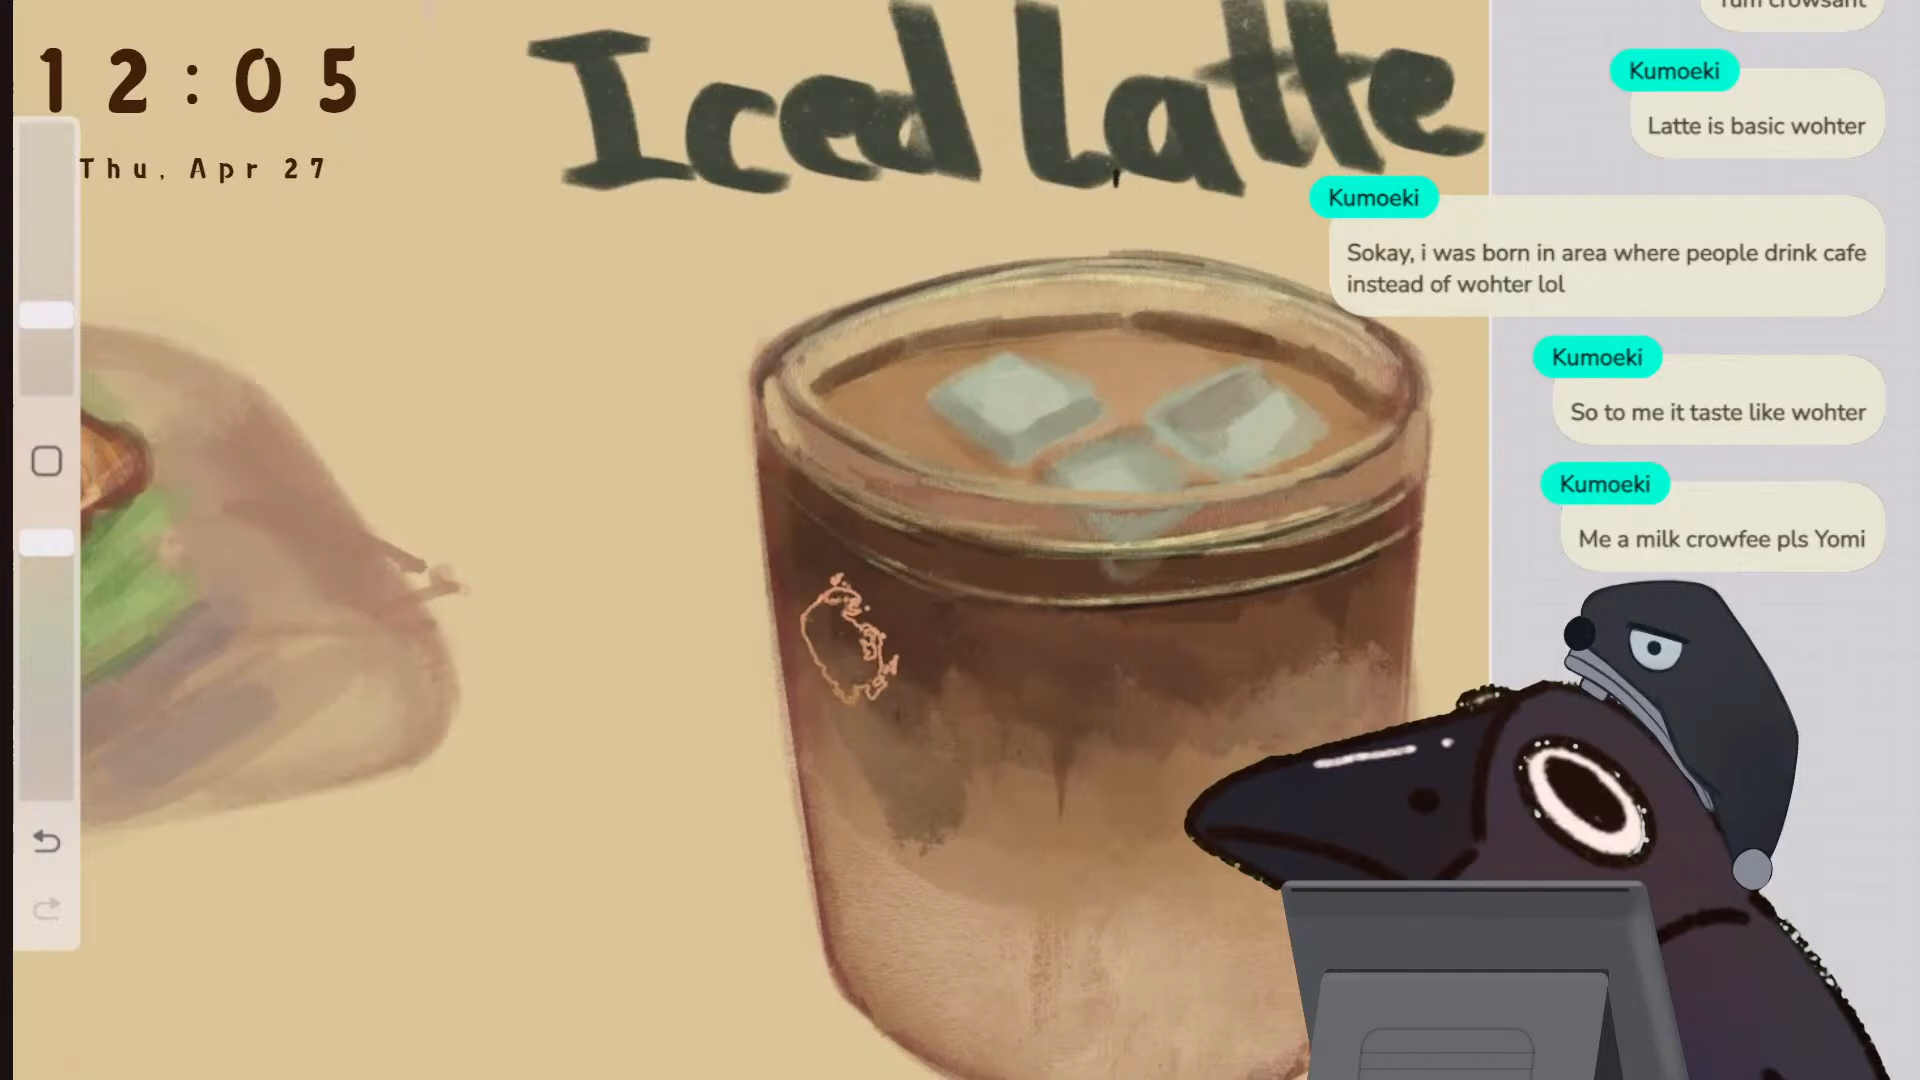 12:05
Thu, Apr 27
Iced Latte
Yum crowsant
Kumoeki
Latte is basic wohter
Kumoeki
Sokay, i was born in area where people drink cafe
instead of wohter lol
Kumoeki
So to me it taste like wohter
Kumoeki
Me a milk crowfee pls Yomi